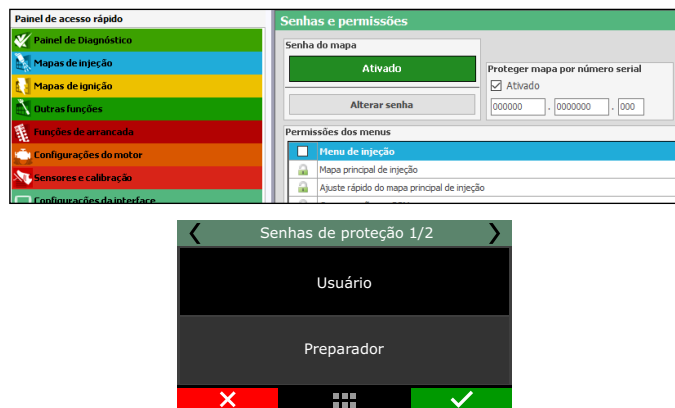 Painel de acesso rápido
Painel de Diagnóstico
Mapas de injeção
Mapas de ignição
Outras funções
Funções de arrancada
Configurações do motor
Sensores e calibração
Configurações da interface
Senhas e permissões
Senha do mapa
Ativado
Alterar senha
Proteger mapa por número serial
Ativado
000000 . 0000000 . 000
Permissões dos menus
Menu de injeção
Mapa principal de injeção
Ajuste rápido do mapa principal de injeção
Senhas de proteção 1/2
Usuário
Preparador